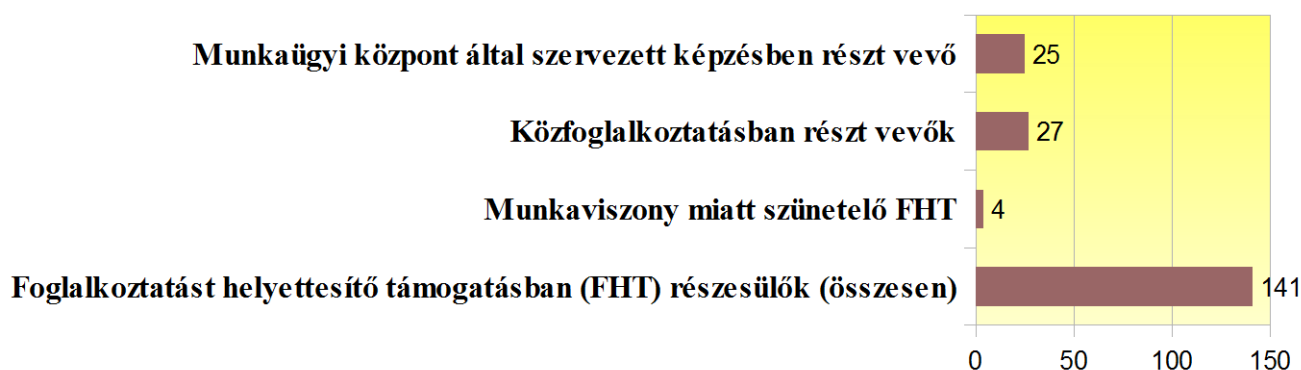 Munkaügyi központ által szervezett képzésben részt vevő 25
Közfoglalkoztatásban részt vevők 27
Munkaviszony miatt szünetelő FHT 4
Foglalkoztatást helyettesítő támogatásban (FHT) részesülők (összesen) 141
0 50 100 150